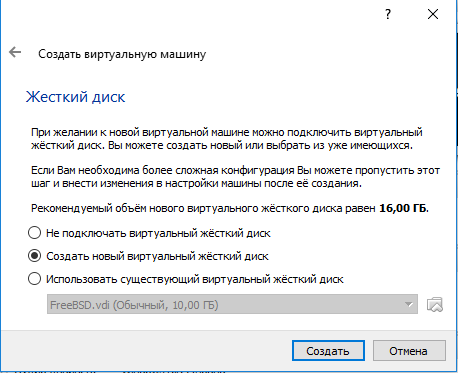 ?
Создать виртуальную машину
Жесткий диск
При желании к новой виртуальной машине можно подключить виртуальный
жёсткий диск. Вы можете создать новый или выбрать из уже имеющихся.
Если Вам необходима более сложная конфигурация Вы можете пропустить этот
шаг и внести изменения в настройки машины после её создания.
Рекомендуемый объём нового виртуального жёсткого диска равен 16,00 ГБ.
Не подключать виртуальный жёсткий диск
Создать новый виртуальный жёсткий диск
Использовать существующий виртуальный жёсткий диск
FreeBSD.vdi (Обычный, 10,00 ГБ)
Создать
Отмена